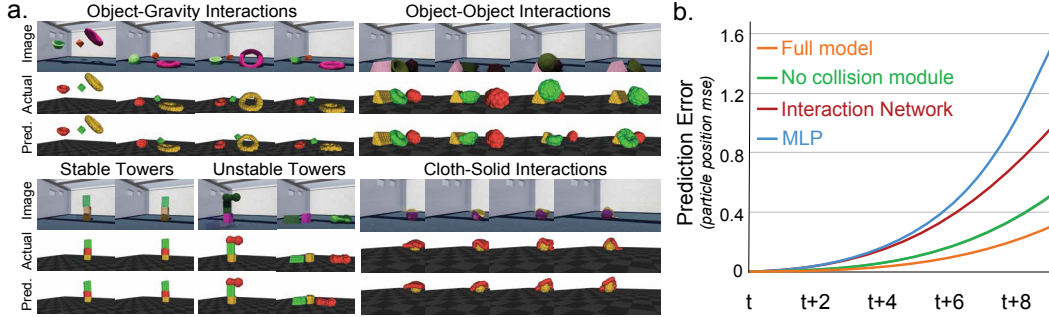 a.
Object-Gravity Interactions
Object-Object Interactions
Image
Actual
Pred.
Stable Towers
Unstable Towers
Cloth-Solid Interactions
Image
Actual
Pred.
b.
Prediction Error
(particle position mse)
1.6
1.2
0.8
0.4
0
Full model
No collision module
Interaction Network
MLP
t
t+2
t+4
t+6
t+8